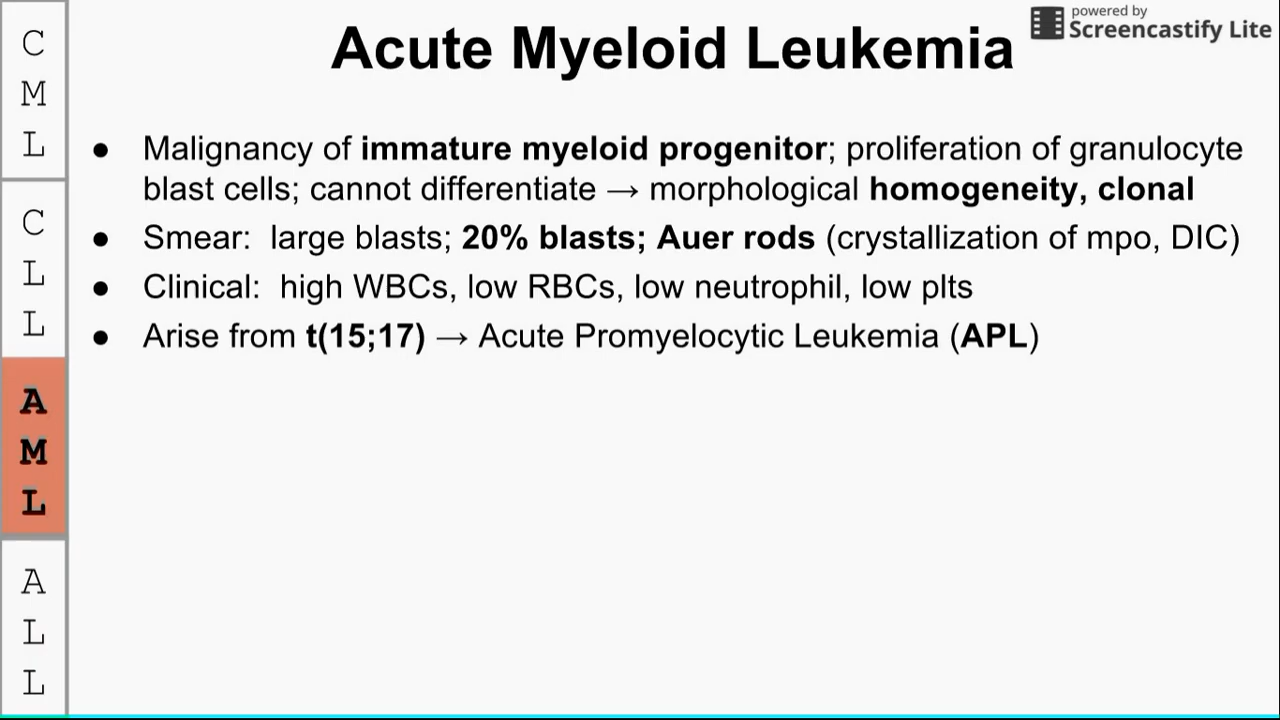 powered by
Screencastify Lite
Acute Myeloid Leukemia
● Malignancy of immature myeloid progenitor; proliferation of granulocyte
blast cells; cannot differentiate → morphological homogeneity, clonal
● Smear:  large blasts; 20% blasts; Auer rods (crystallization of mpo, DIC)
● Clinical:  high WBCs, low RBCs, low neutrophil, low plts
● Arise from t(15;17) → Acute Promyelocytic Leukemia (APL)
C
M
L
C
L
L
A
M
L
A
L
L